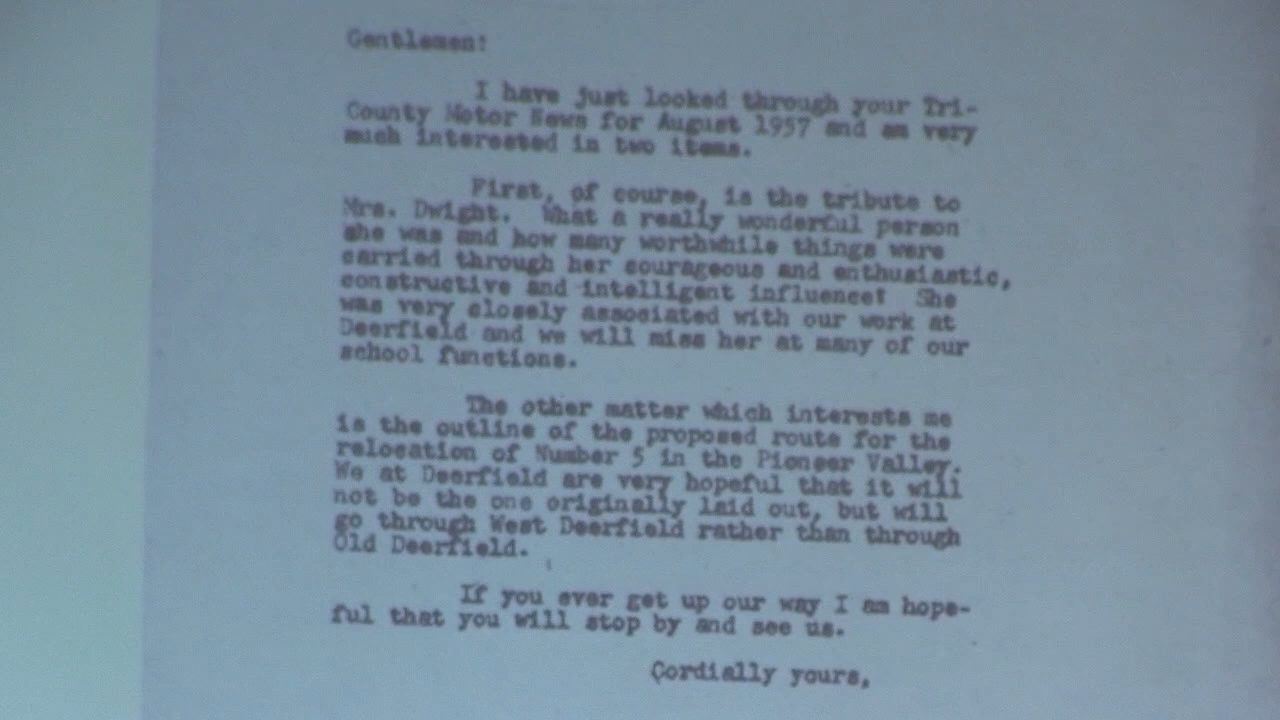 Gentlemen:
I have just looked through your Tri-
County Motor News for August 1957 and am very
much interested in two items.
First, of course, is the tribute to
Mrs. Dwight. What a really wonderful person
she was and how many worthwhile things were
carried through her courageous and enthusiastic,
constructive and intelligent influence! She
was very closely associated with our work at
Deerfield and we will miss her at many of our
school functions.
The other matter which interests me
is the outline of the proposed route for the
relocation of Number 5 in the Pioneer Valley.
We at Deerfield are very hopeful that it will
not be the one originally laid out, but will
go through West Deerfield rather than through
Old Deerfield.
If you ever get up our way I am hope-
ful that you will stop by and see us.
Cordially yours,